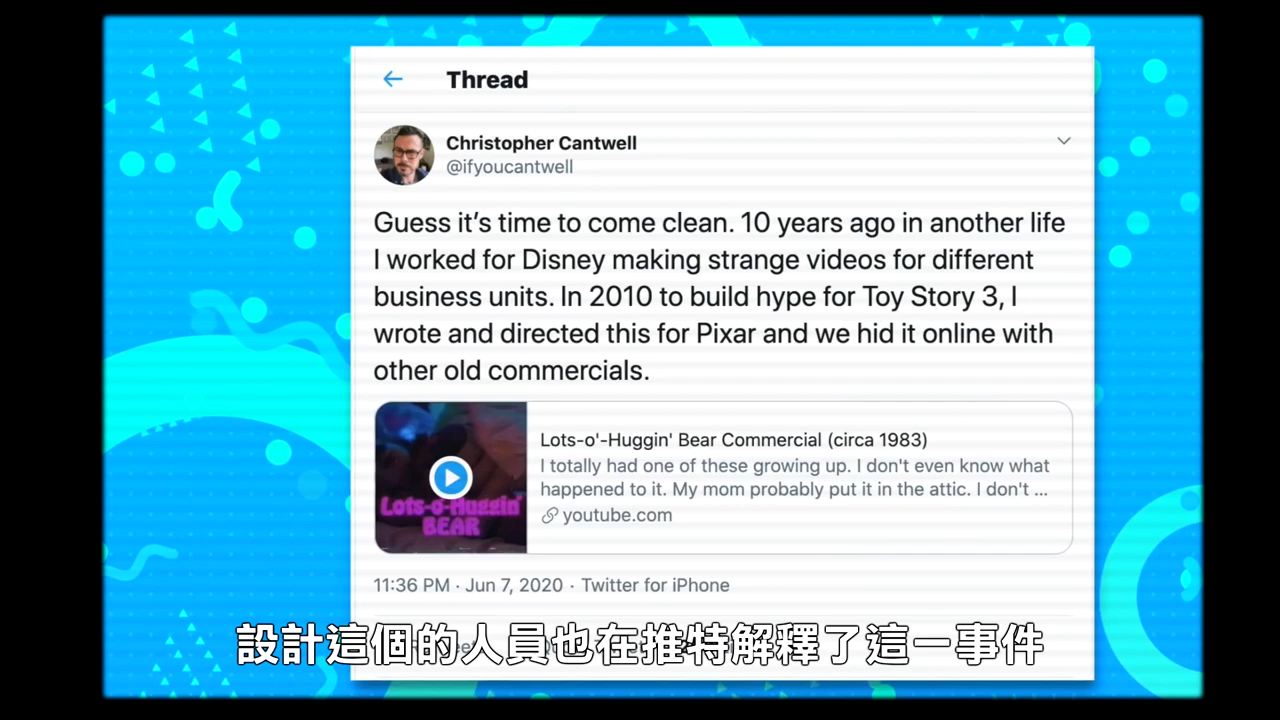 Thread
Christopher Cantwell
@ifyoucantwell
Guess it's time to come clean. 10 years ago in another life
I worked for Disney making strange videos for different
business units. In 2010 to build hype for Toy Story 3, I
wrote and directed this for Pixar and we hid it online with
other old commercials.
Lots-o'-Huggin'
BEAR
Lots-o'-Huggin' Bear Commercial (circa 1983)
I totally had one of these growing up. I don't even know what
happened to it. My mom probably put it in the attic. I don't ...
youtube.com
11:36 PM · Jun 7, 2020 · Twitter for iPhone
設計這個的人員也在推特解釋了這一事件